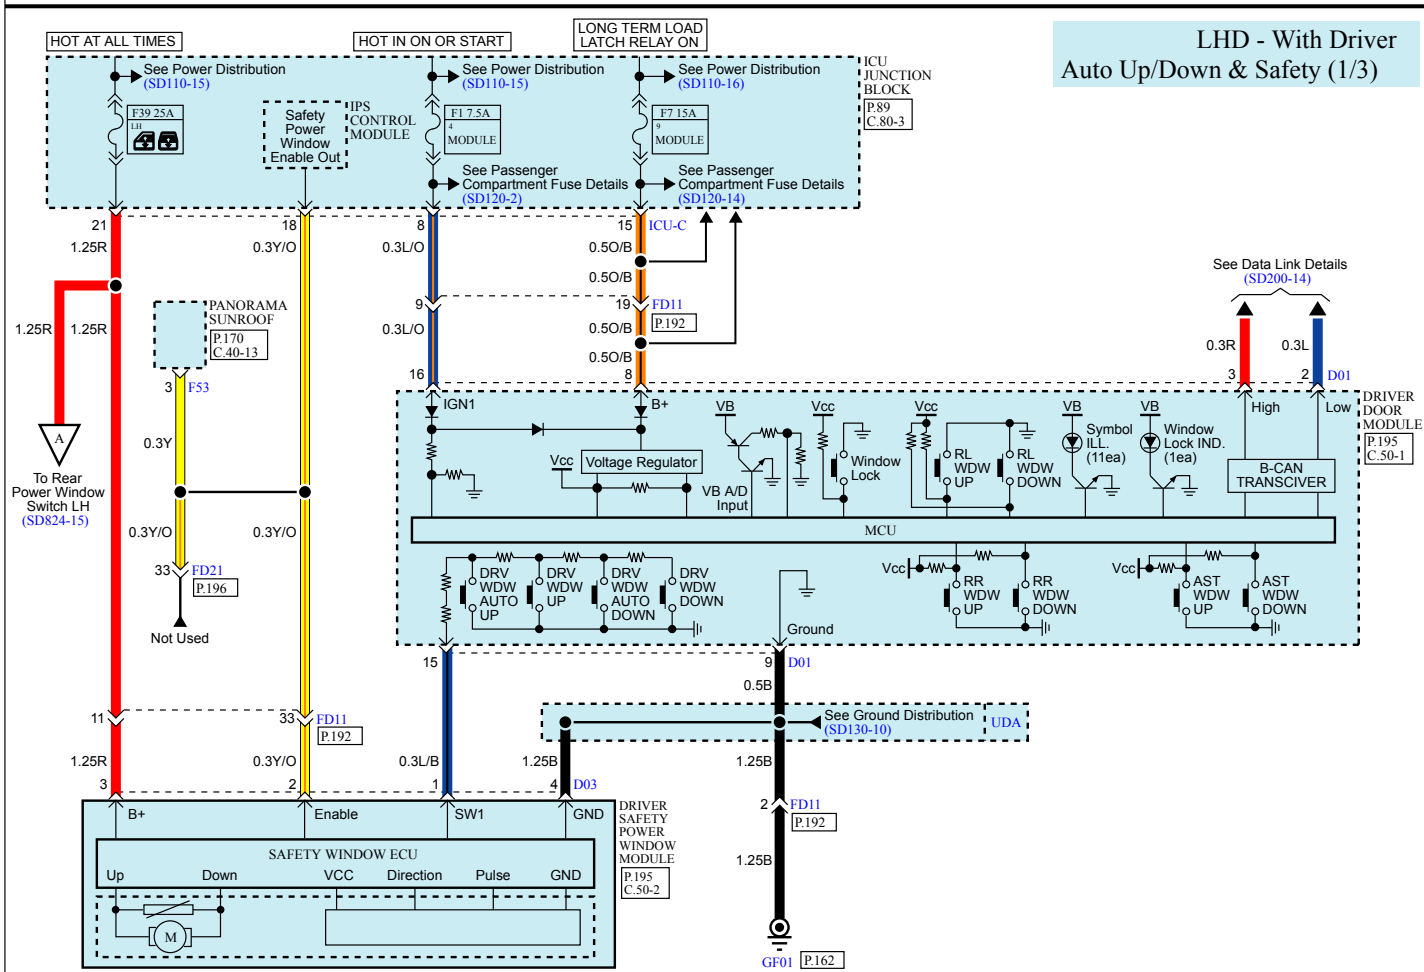 LHD - With Driver
Auto Up/Down & Safety (1/3)
HOT AT ALL TIMES
HOT IN ON OR START
LONG TERM LOAD
LATCH RELAY ON
See Power Distribution
(SD110-15)
See Power Distribution
(SD110-15)
See Power Distribution
(SD110-16)
ICU
JUNCTION
BLOCK
P.89
C.80-3
F39 25A
LH
Safety
Power
Window
Enable Out
IPS
CONTROL
MODULE
F1 7.5A
4
MODULE
F7 15A
9
MODULE
See Passenger
Compartment Fuse Details
(SD120-2)
See Passenger
Compartment Fuse Details
(SD120-14)
21
18
8
15
ICU-C
1.25R
0.3Y/O
0.3L/O
0.5O/B
0.5O/B
9
19
FD11
P.192
1.25R
1.25R
PANORAMA
SUNROOF
P.170
C.40-13
0.3L/O
0.5O/B
0.5O/B
See Data Link Details
(SD200-14)
0.3R
0.3L
3
F53
16
8
3
2
D01
A
To Rear
Power Window
Switch LH
(SD824-15)
0.3Y
0.3Y/O
0.3Y/O
33
FD21
P.196
Not Used
IGN1
B+
VB
Vcc
Vcc
VB
VB
High
Low
DRIVER
DOOR
MODULE
P.195
C.50-1
Vcc
Voltage Regulator
VB A/D
Input
Window
Lock
RL
WDW
UP
RL
WDW
DOWN
Symbol
ILL.
(11ea)
Window
Lock IND.
(1ea)
B-CAN
TRANSCIVER
MCU
DRV
WDW
AUTO
UP
DRV
WDW
UP
DRV
WDW
AUTO
DOWN
DRV
WDW
DOWN
Vcc
RR
WDW
UP
RR
WDW
DOWN
Vcc
AST
WDW
UP
AST
WDW
DOWN
Ground
15
9
D01
0.5B
11
33
FD11
P.192
See Ground Distribution
(SD130-10)
UDA
1.25R
0.3Y/O
0.3L/B
1.25B
1.25B
3
2
1
4
D03
2
FD11
P.192
B+
Enable
SW1
GND
DRIVER
SAFETY
POWER
WINDOW
MODULE
P.195
C.50-2
SAFETY WINDOW ECU
Up
Down
VCC
Direction
Pulse
GND
M
1.25B
GF01
P.162